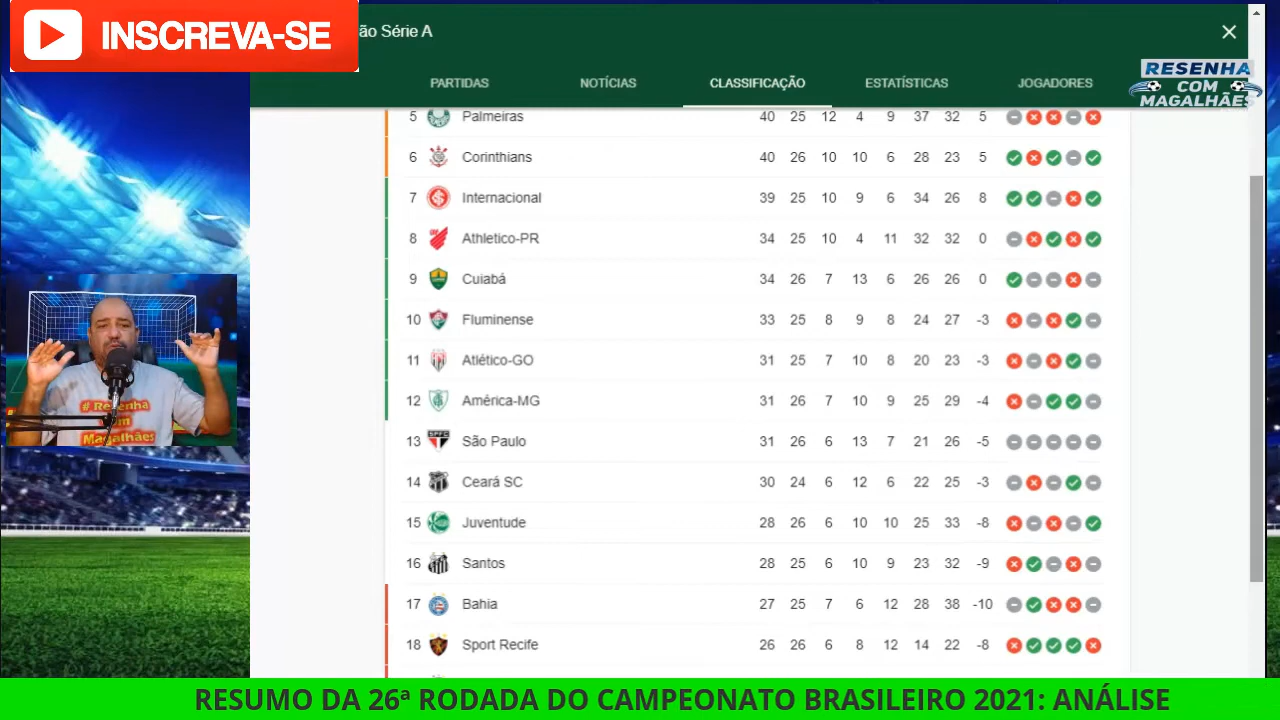 INSCREVA-SE
ão Série A
PARTIDAS NOTÍCIAS CLASSIFICAÇÃO ESTATÍSTICAS JOGADORES
RESENHA
COM
MAGALHÃES
5 Palmeiras 40 25 12 4 9 37 32 5
6 Corinthians 40 26 10 10 6 28 23 5
7 Internacional 39 25 10 9 6 34 26 8
8 Athletico-PR 34 25 10 4 11 32 32 0
9 Cuiabá 34 26 7 13 6 26 26 0
10 Fluminense 33 25 8 9 8 24 27 -3
11 Atlético-GO 31 25 7 10 8 20 23 -3
12 América-MG 31 26 7 10 9 25 29 -4
13 São Paulo 31 26 6 13 7 21 26 -5
14 Ceará SC 30 24 6 12 6 22 25 -3
15 Juventude 28 26 6 10 10 25 33 -8
16 Santos 28 25 6 10 9 23 32 -9
17 Bahia 27 25 7 6 12 28 38 -10
18 Sport Recife 26 26 6 8 12 14 22 -8
# Resenha
Com
Magalhães
RESUMO DA 26ª RODADA DO CAMPEONATO BRASILEIRO 2021: ANÁLISE